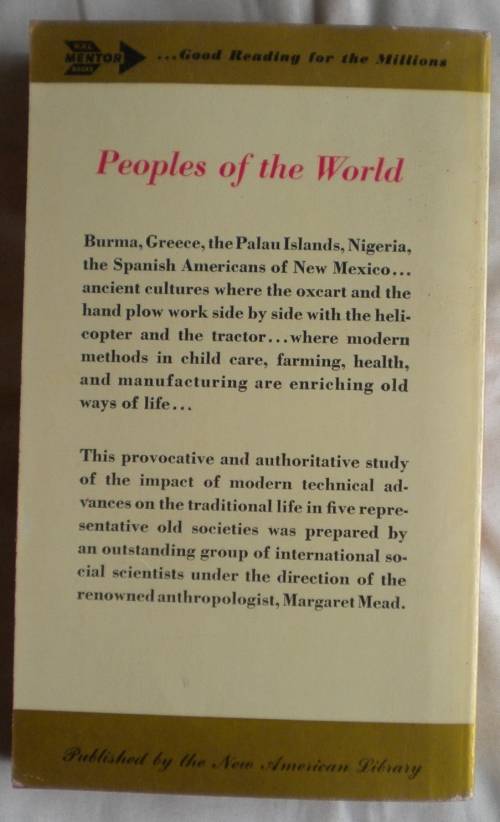 N.A.L.
MENTOR
BOOKS
...Good Reading for the Millions
Peoples of the World
Burma, Greece, the Palau Islands, Nigeria,
the Spanish Americans of New Mexico...
ancient cultures where the oxcart and the
hand plow work side by side with the heli-
copter and the tractor...where modern
methods in child care, farming, health,
and manufacturing are enriching old
ways of life...
This provocative and authoritative study
of the impact of modern technical ad-
vances on the traditional life in five repre-
sentative old societies was prepared by
an outstanding group of international so-
cial scientists under the direction of the
renowned anthropologist, Margaret Mead.
Published by the New American Library